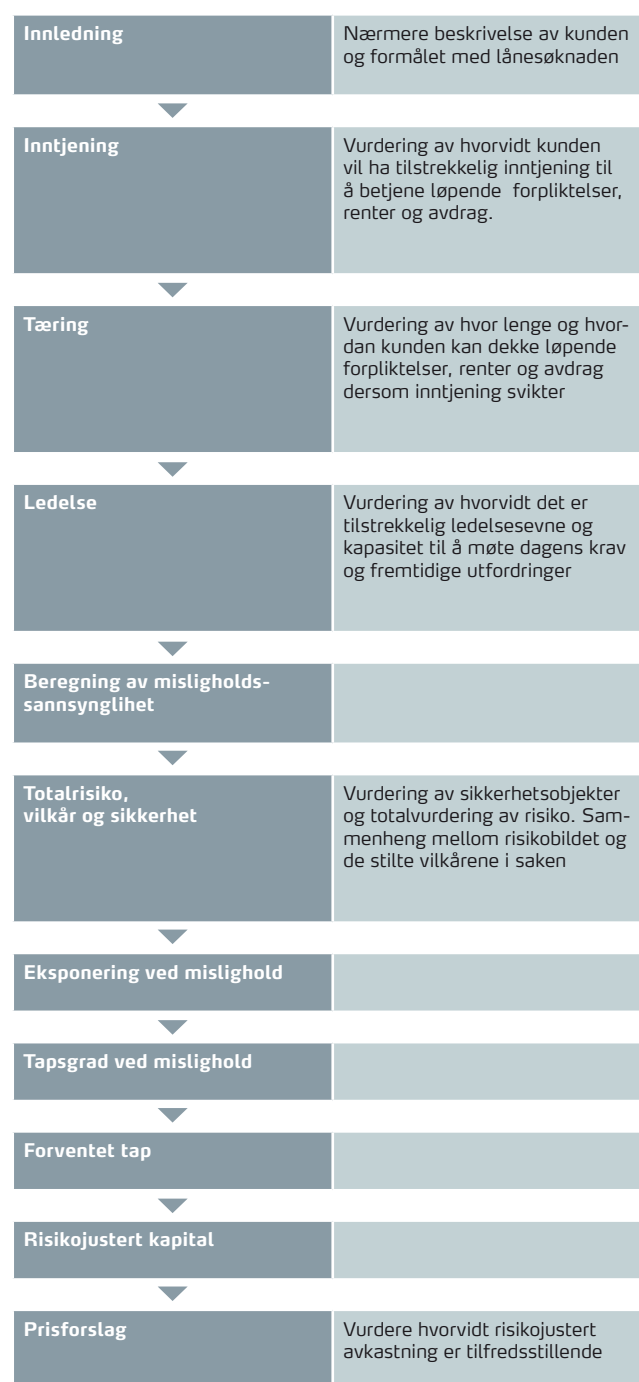 Innledning
Nærmere beskrivelse av kunden
og formålet med lånesøknaden
Inntjening
Vurdering av hvorvidt kunden
vil ha tilstrekkelig inntjening til
å betjene løpende forpliktelser,
renter og avdrag.
Tæring
Vurdering av hvor lenge og hvor-
dan kunden kan dekke løpende
forpliktelser, renter og avdrag
dersom inntjening svikter
Ledelse
Vurdering av hvorvidt det er
tilstrekkelig ledelsesevne og
kapasitet til å møte dagens krav
og fremtidige utfordringer
Beregning av misligholds-
sannsynglihet
Totalrisiko,
vilkår og sikkerhet
Vurdering av sikkerhetsobjekter
og totalvurdering av risiko. Sam-
menheng mellom risikobildet og
de stilte vilkårene i saken
Eksponering ved mislighold
Tapsgrad ved mislighold
Forventet tap
Risikojustert kapital
Prisforslag
Vurdere hvorvidt risikojustert
avkastning er tilfredsstillende